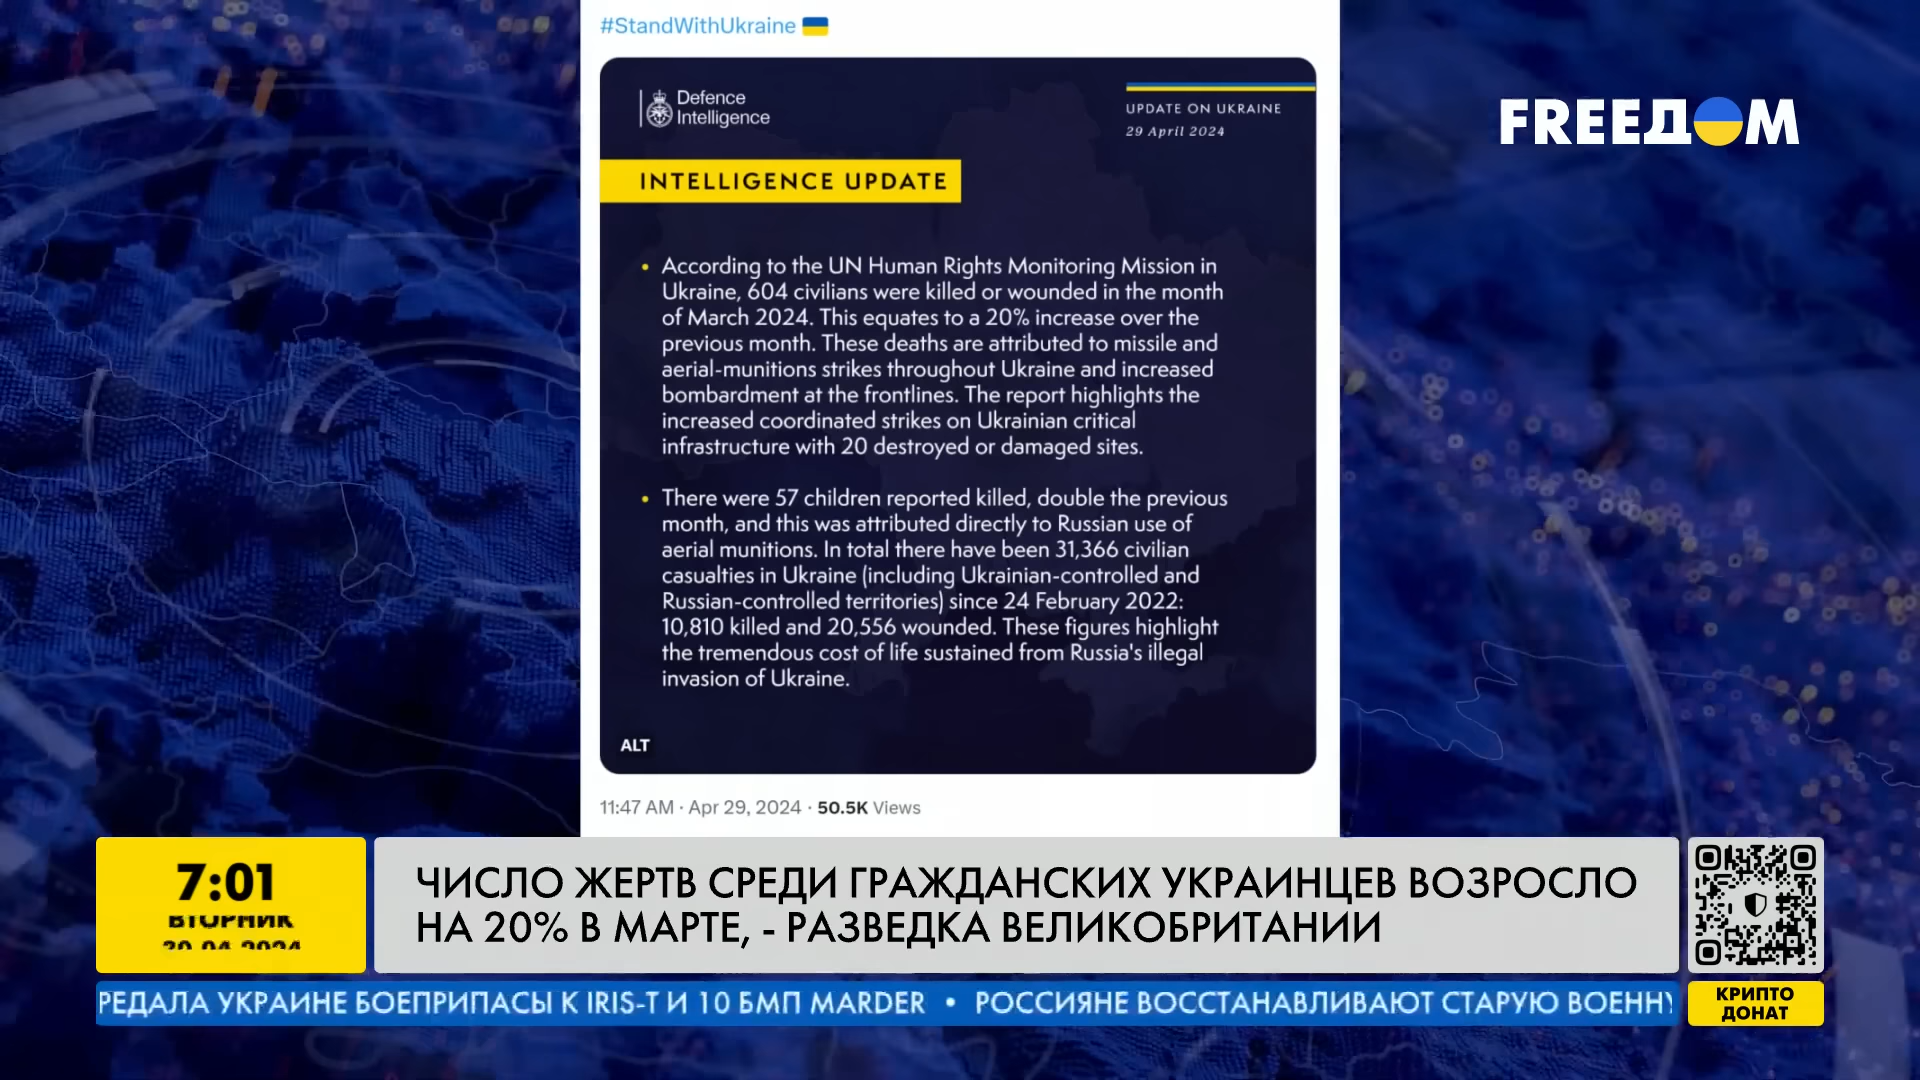 #StandWithUkraine
Defence
Intelligence
UPDATE ON UKRAINE
29 April 2024
FREEДOM
INTELLIGENCE UPDATE
• According to the UN Human Rights Monitoring Mission in
Ukraine, 604 civilians were killed or wounded in the month
of March 2024. This equates to a 20% increase over the
previous month. These deaths are attributed to missile and
aerial-munitions strikes throughout Ukraine and increased
bombardment at the frontlines. The report highlights the
increased coordinated strikes on Ukrainian critical
infrastructure with 20 destroyed or damaged sites.
• There were 57 children reported killed, double the previous
month, and this was attributed directly to Russian use of
aerial munitions. In total there have been 31,366 civilian
casualties in Ukraine (including Ukrainian-controlled and
Russian-controlled territories) since 24 February 2022:
10,810 killed and 20,556 wounded. These figures highlight
the tremendous cost of life sustained from Russia's illegal
invasion of Ukraine.
ALT
11:47 AM · Apr 29, 2024 · 50.5K Views
7:01
ВТОРНИК
30.04.2024
ЧИСЛО ЖЕРТВ СРЕДИ ГРАЖДАНСКИХ УКРАИНЦЕВ ВОЗРОСЛО
НА 20% В МАРТЕ, - РАЗВЕДКА ВЕЛИКОБРИТАНИИ
РЕДАЛА УКРАИНЕ БОЕПРИПАСЫ К IRIS-T И 10 БМП MARDER • РОССИЯНЕ ВОССТАНАВЛИВАЮТ СТАРУЮ ВОЕНН
КРИПТО
ДОНАТ